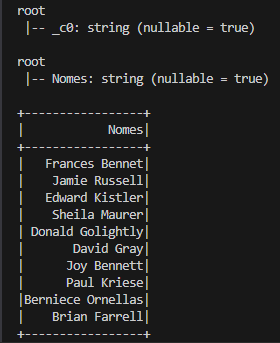 root
 |-- _c0: string (nullable = true)

root
 |-- Nomes: string (nullable = true)

+-----------------+
|            Nomes|
+-----------------+
|   Frances Bennet|
|    Jamie Russell|
|   Edward Kistler|
|    Sheila Maurer|
| Donald Golightly|
|       David Gray|
|      Joy Bennett|
|      Paul Kriese|
|Berniece Ornellas|
|    Brian Farrell|
+-----------------+